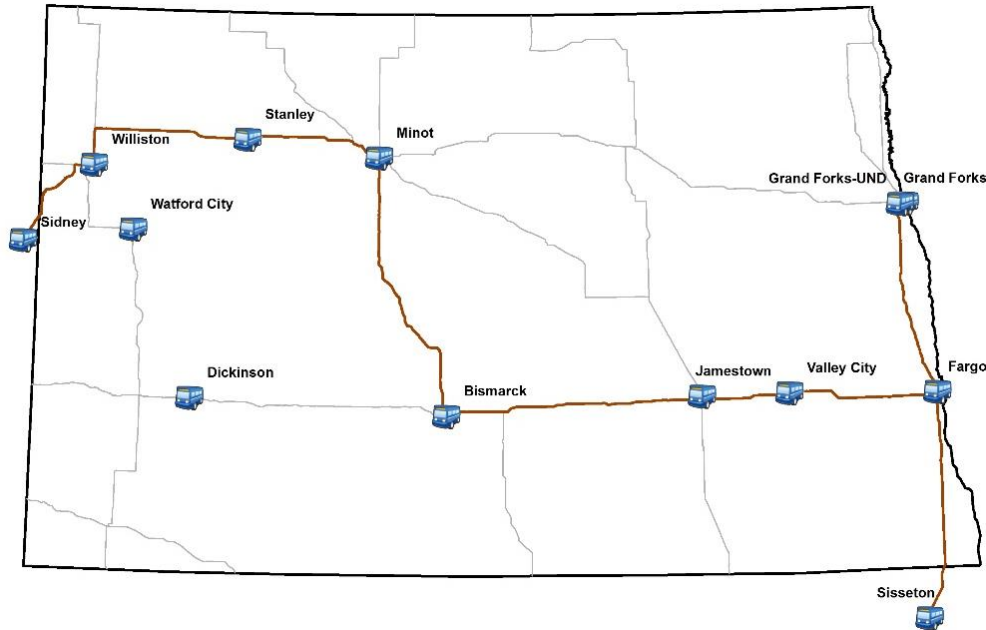 Stanley
Minot
Williston
Grand Forks-UND
Grand Forks
Watford City
Sidney
Dickinson
Bismarck
Jamestown
Valley City
Fargo
Sisseton